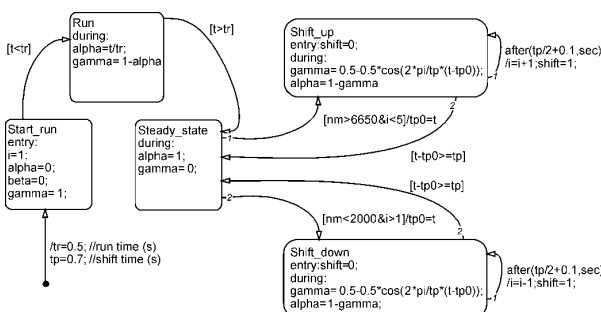 Run
during:
alpha=t/tr;
gamma= 1-alpha
[t<tr]
[t>tr]
Start_run
entry:
i=1;
alpha=0;
beta=0;
gamma= 1;
Steady_state
during:
alpha=1;
gamma= 0;
1
2
/tr=0.5; //run time (s)
tp=0.7; //shift time (s)
Shift_up
entry:shift=0;
during:
gamma= 0.5-0.5*cos(2*pi/tp*(t-tp0));
alpha=1-gamma
1
2
after(tp/2+0.1,sec)
/i=i+1;shift=1;
[nm>6650&i<5]/tp0=t
[t-tp0>=tp]
[t-tp0>=tp]
[nm<2000&i>1]/tp0=t
2
Shift_down
entry:shift=0;
during:
gamma= 0.5-0.5*cos(2*pi/tp*(t-tp0));
alpha=1-gamma;
1
after(tp/2+0.1,sec)
/i=i-1;shift=1;